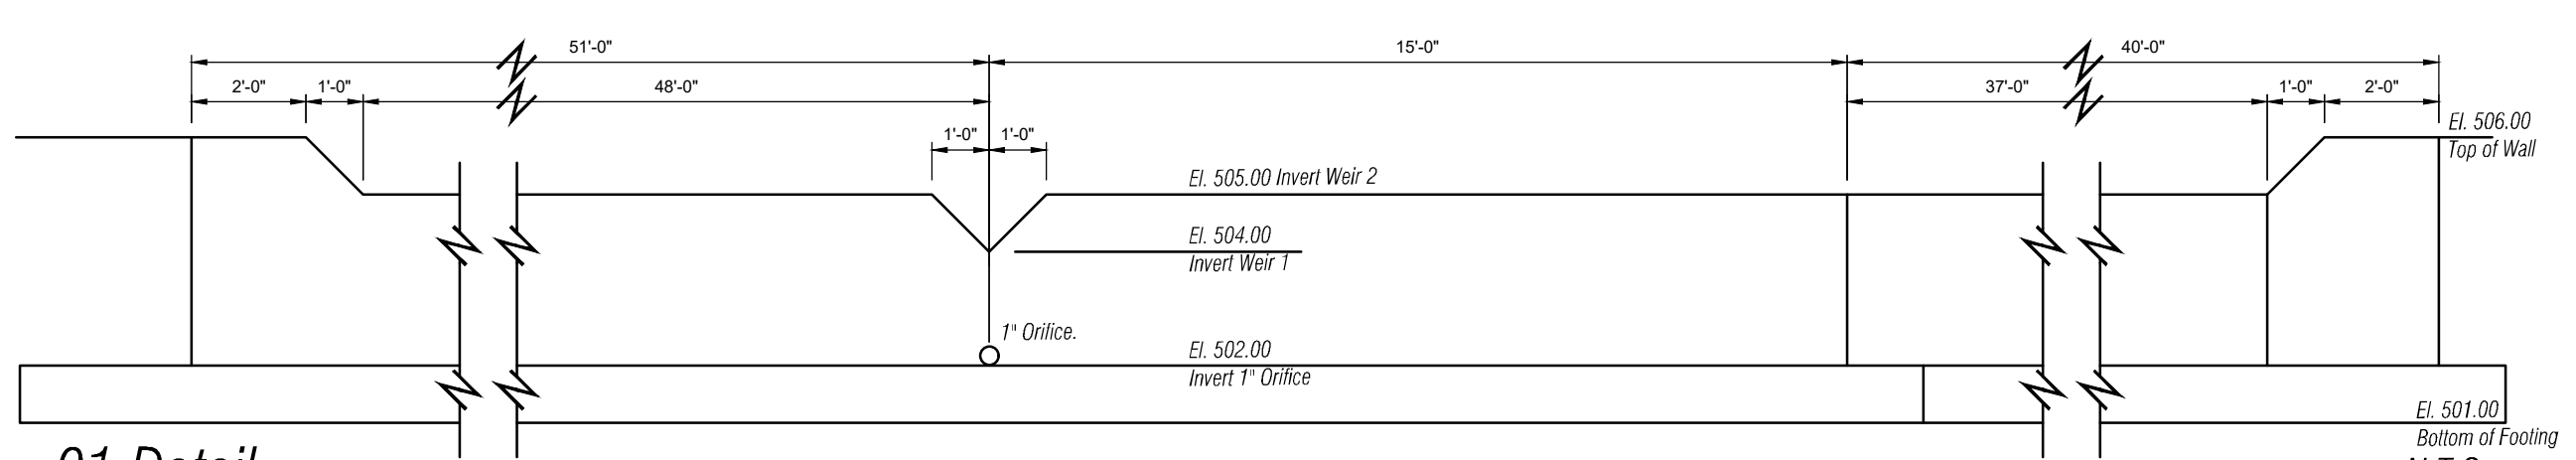 51'-0"
15'-0"
40'-0"
2'-0"
1'-0"
48'-0"
37'-0"
1'-0"
2'-0"
1'-0"
1'-0"
El. 506.00
Top of Wall
El. 505.00 Invert Weir 2
El. 504.00
Invert Weir 1
1" Orifice.
El. 502.00
Invert 1" Orifice
El. 501.00
Bottom of Footing
01 Detail